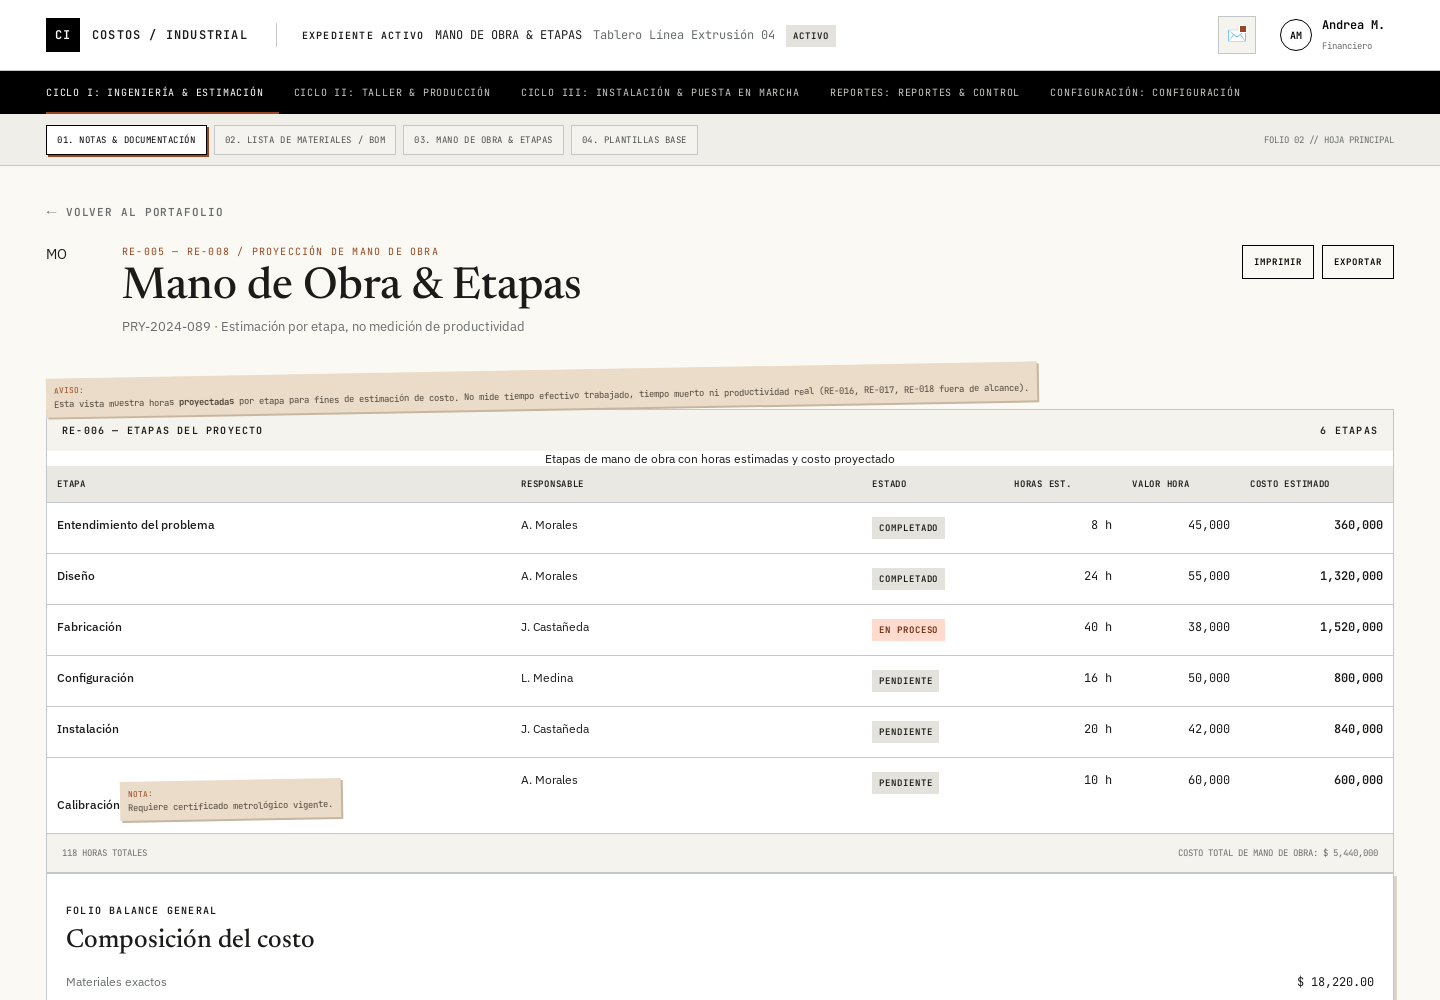 CI COSTOS / INDUSTRIAL EXPEDIENTE ACTIVO MANO DE OBRA & ETAPAS Tablero Línea Extrusión 04 ACTIVO AM Andrea M.
Financiero
CICLO I: INGENIERÍA & ESTIMACIÓN CICLO II: TALLER & PRODUCCIÓN CICLO III: INSTALACIÓN & PUESTA EN MARCHA REPORTES: REPORTES & CONTROL CONFIGURACIÓN: CONFIGURACIÓN
01. NOTAS & DOCUMENTACIÓN 02. LISTA DE MATERIALES / BOM 03. MANO DE OBRA & ETAPAS 04. PLANTILLAS BASE FOLIO 02 // HOJA PRINCIPAL
← VOLVER AL PORTAFOLIO
MO RE-005 — RE-008 / PROYECCIÓN DE MANO DE OBRA IMPRIMIR EXPORTAR
Mano de Obra & Etapas
PRY-2024-089 · Estimación por etapa, no medición de productividad
AVISO:
Esta vista muestra horas proyectadas por etapa para fines de estimación de costo. No mide tiempo efectivo trabajado, tiempo muerto ni productividad real (RE-016, RE-017, RE-018 fuera de alcance).
RE-006 — ETAPAS DEL PROYECTO 6 ETAPAS
Etapas de mano de obra con horas estimadas y costo proyectado
ETAPA RESPONSABLE ESTADO HORAS EST. VALOR HORA COSTO ESTIMADO
Entendimiento del problema A. Morales COMPLETADO 8 h 45,000 360,000
Diseño A. Morales COMPLETADO 24 h 55,000 1,320,000
Fabricación J. Castañeda EN PROCESO 40 h 38,000 1,520,000
Configuración L. Medina PENDIENTE 16 h 50,000 800,000
Instalación J. Castañeda PENDIENTE 20 h 42,000 840,000
Calibración A. Morales PENDIENTE 10 h 60,000 600,000
NOTA:
Requiere certificado metrológico vigente.
118 HORAS TOTALES COSTO TOTAL DE MANO DE OBRA: $ 5,440,000
FOLIO BALANCE GENERAL
Composición del costo
Materiales exactos $ 18,220.00